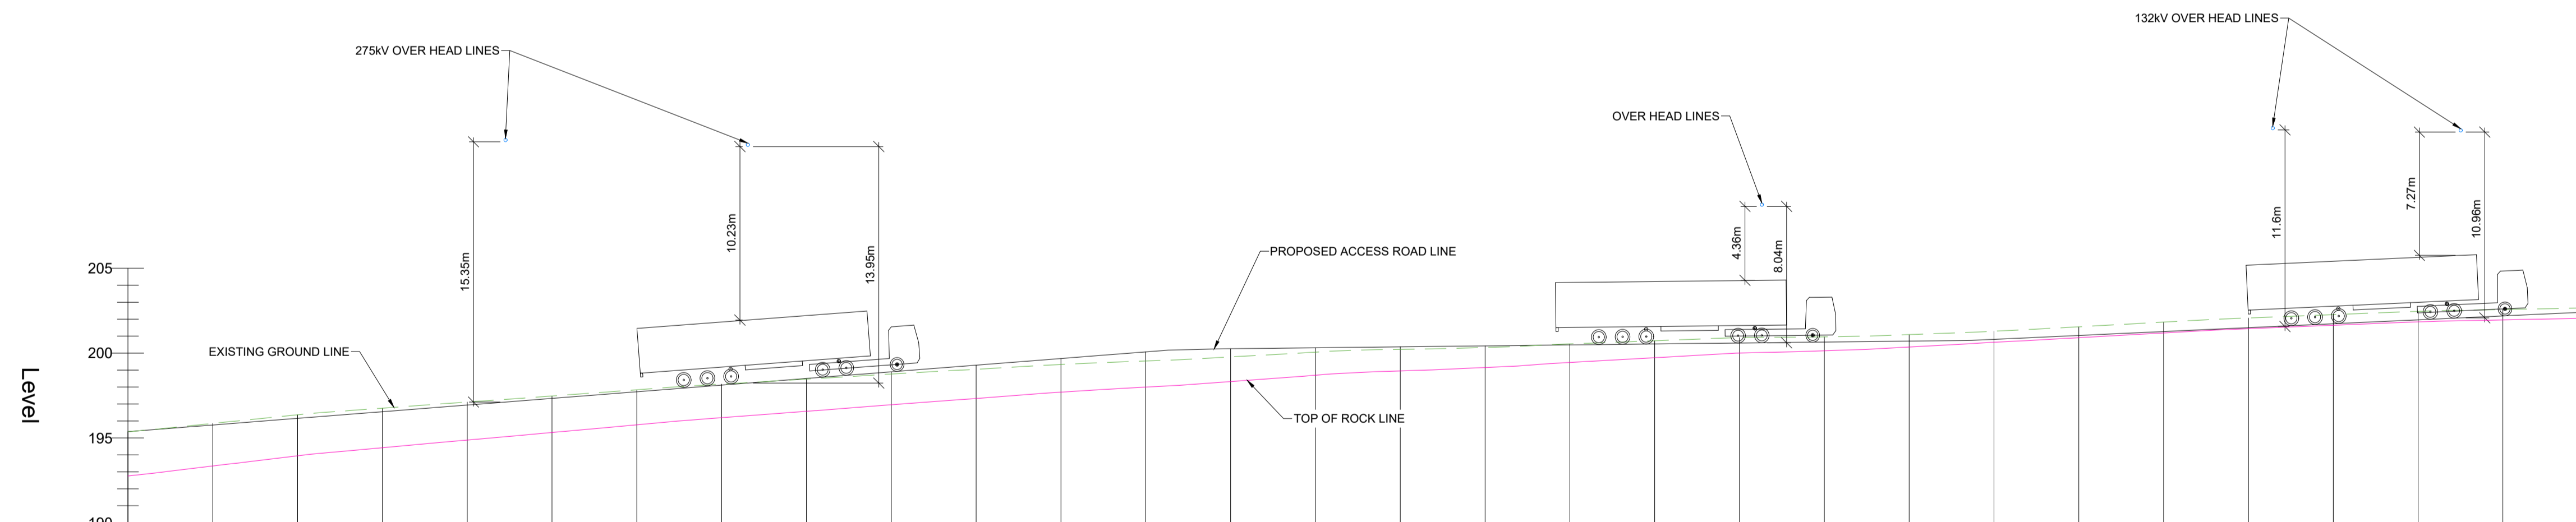 132kV OVER HEAD LINES
275kV OVER HEAD LINES
OVER HEAD LINES
7.27m
10.96m
11.6m
10.23m
4.36m
8.04m
15.35m
13.95m
PROPOSED ACCESS ROAD LINE
205
200
EXISTING GROUND LINE
Level
TOP OF ROCK LINE
195